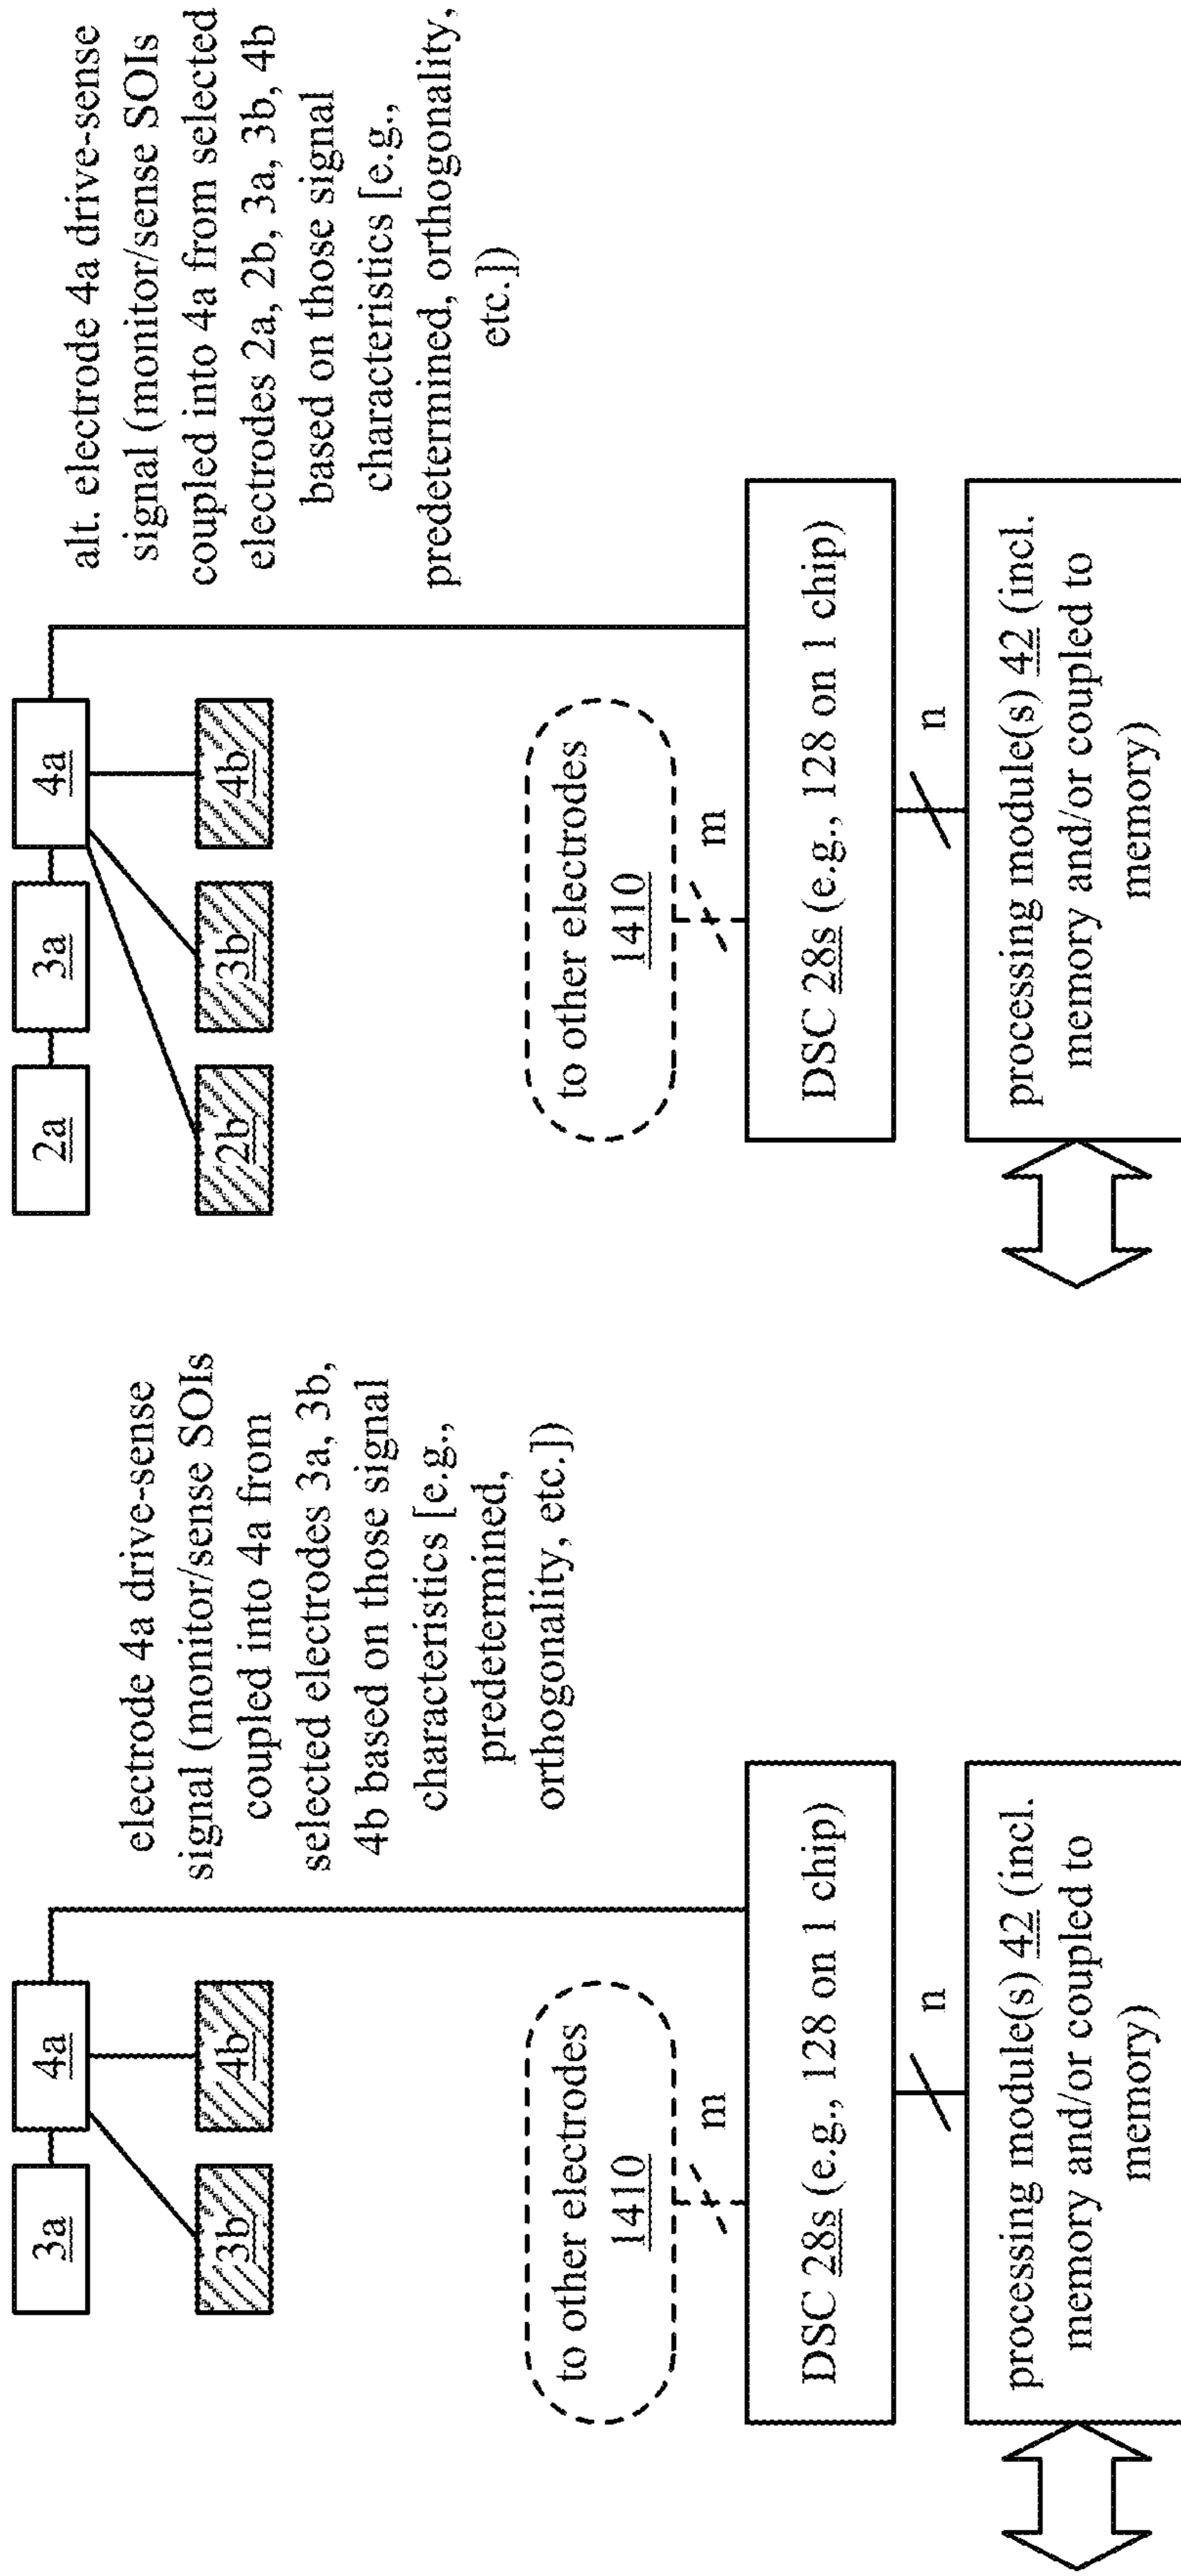 3a
4a
3b
4b
electrode 4a drive-sense
signal (monitor/sense SOIs
coupled into 4a from
selected electrodes 3a, 3b,
4b based on those signal
characteristics [e.g.,
predetermined,
orthogonality, etc.])
to other electrodes
1410
m
DSC 28s (e.g., 128 on 1 chip)
n
processing module(s) 42 (incl.
memory and/or coupled to
memory)
2a
3a
4a
2b
3b
4b
alt. electrode 4a drive-sense
signal (monitor/sense SOIs
coupled into 4a from selected
electrodes 2a, 2b, 3a, 3b, 4b
based on those signal
characteristics [e.g.,
predetermined, orthogonality,
etc.])
to other electrodes
1410
m
DSC 28s (e.g., 128 on 1 chip)
n
processing module(s) 42 (incl.
memory and/or coupled to
memory)